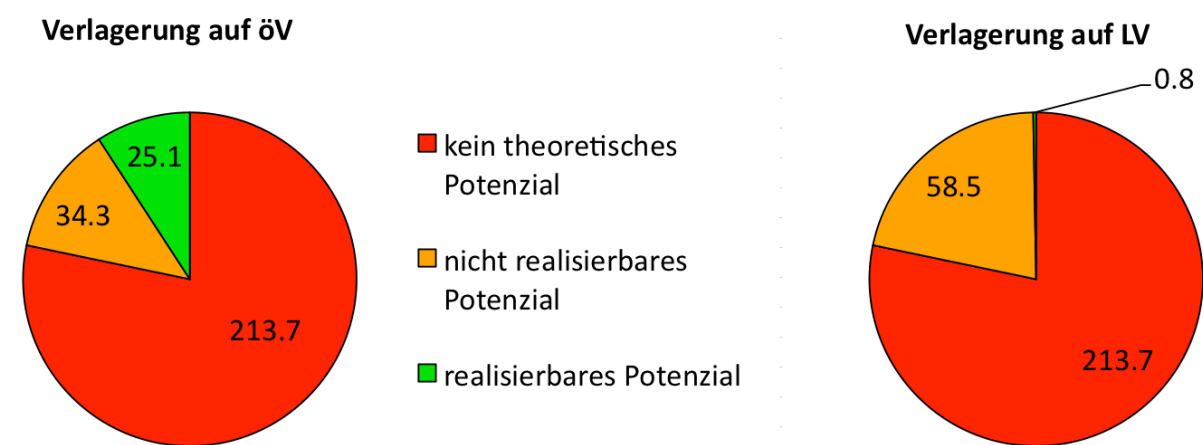 Verlagerung auf öV
25.1
34.3
213.7
kein theoretisches
Potenzial
nicht realisierbares
Potenzial
realisierbares Potenzial
Verlagerung auf LV
0.8
58.5
213.7